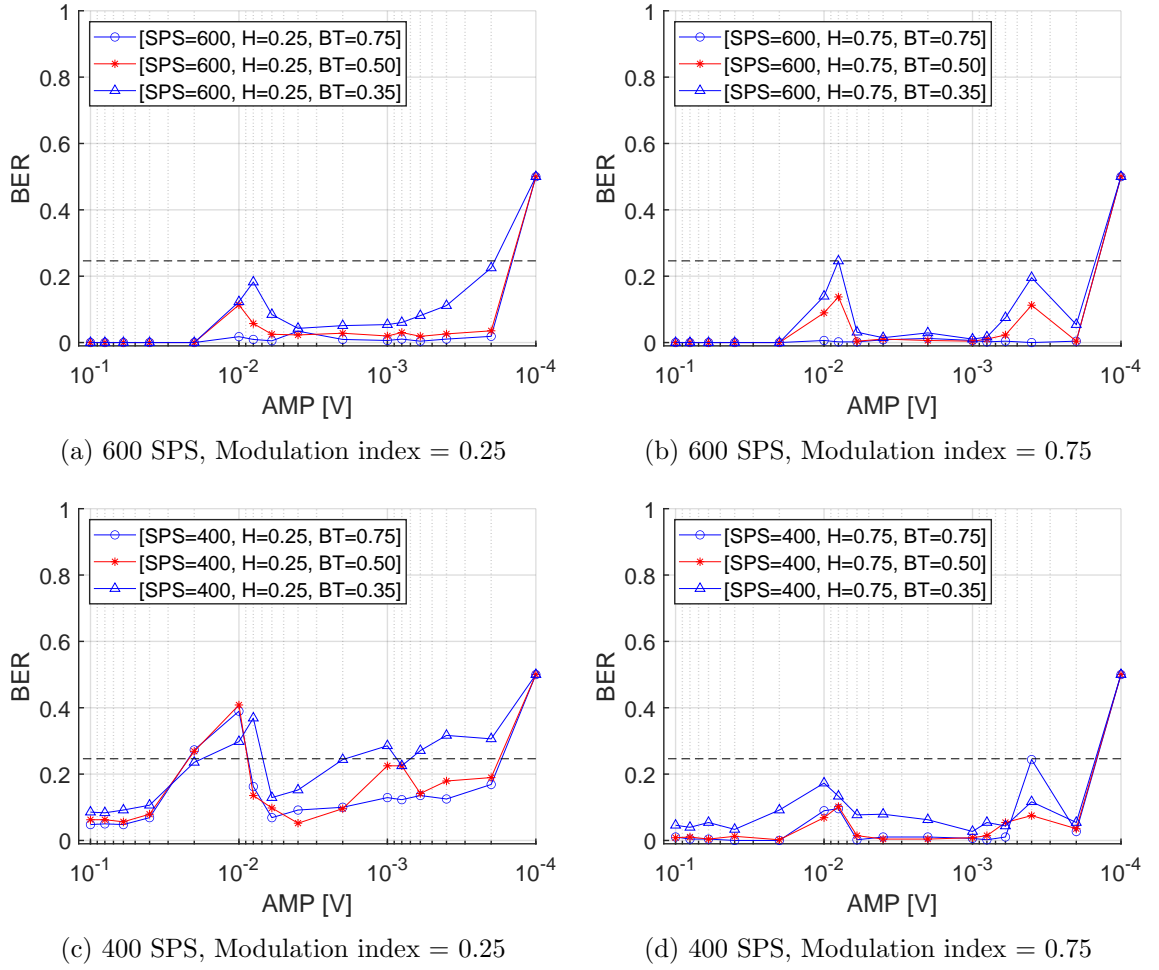 1
0.8
0.6
0.4
0.2
0
BER
[SPS=600, H=0.25, BT=0.75]
[SPS=600, H=0.25, BT=0.50]
[SPS=600, H=0.25, BT=0.35]
10^-1
10^-2
10^-3
10^-4
AMP [V]
(a) 600 SPS, Modulation index = 0.25
1
0.8
0.6
0.4
0.2
0
BER
[SPS=600, H=0.75, BT=0.75]
[SPS=600, H=0.75, BT=0.50]
[SPS=600, H=0.75, BT=0.35]
10^-1
10^-2
10^-3
10^-4
AMP [V]
(b) 600 SPS, Modulation index = 0.75
1
0.8
0.6
0.4
0.2
0
BER
[SPS=400, H=0.25, BT=0.75]
[SPS=400, H=0.25, BT=0.50]
[SPS=400, H=0.25, BT=0.35]
10^-1
10^-2
10^-3
10^-4
AMP [V]
(c) 400 SPS, Modulation index = 0.25
1
0.8
0.6
0.4
0.2
0
BER
[SPS=400, H=0.75, BT=0.75]
[SPS=400, H=0.75, BT=0.50]
[SPS=400, H=0.75, BT=0.35]
10^-1
10^-2
10^-3
10^-4
AMP [V]
(d) 400 SPS, Modulation index = 0.75